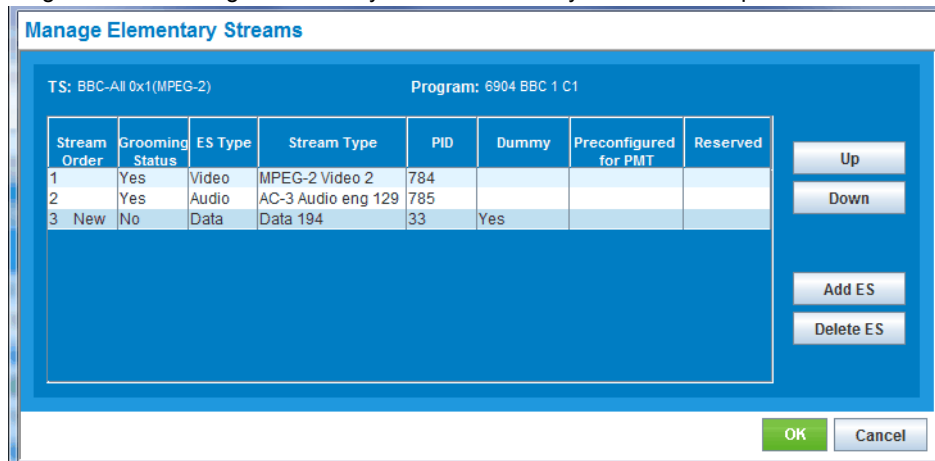 Manage Elementary Streams
TS: BBC-All 0x1(MPEG-2) Program: 6904 BBC 1 C1
Stream Order Grooming Status ES Type Stream Type PID Dummy Preconfigured for PMT Reserved
1 Yes Video MPEG-2 Video 2 784
2 Yes Audio AC-3 Audio eng 129 785
3 New No Data Data 194 33 Yes
Up
Down
Add ES
Delete ES
OK Cancel